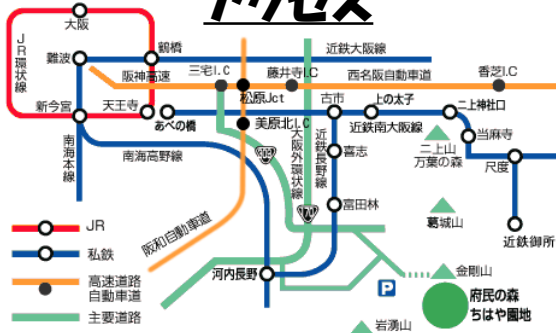 アクセス
大阪
JR環状線
鶴橋
難波
近鉄大阪線
阪神高速
三宅I.C
藤井寺I.C
西名阪自動車道
香芝I.C
松原Jct
新今宮
天王寺
あべの橋
古市
上の太子
二上神社口
近鉄南大阪線
美原北I.C
当麻寺
南海本線
南海高野線
309
大阪外環状線
近鉄長野線
喜志
二上山
万葉の森
尺度
170
富田林
葛城山
近鉄御所
阪和自動車道
JR
私鉄
高速道路
自動車道
主要道路
河内長野
金剛山
P
府民の森
ちはや園地
岩湧山